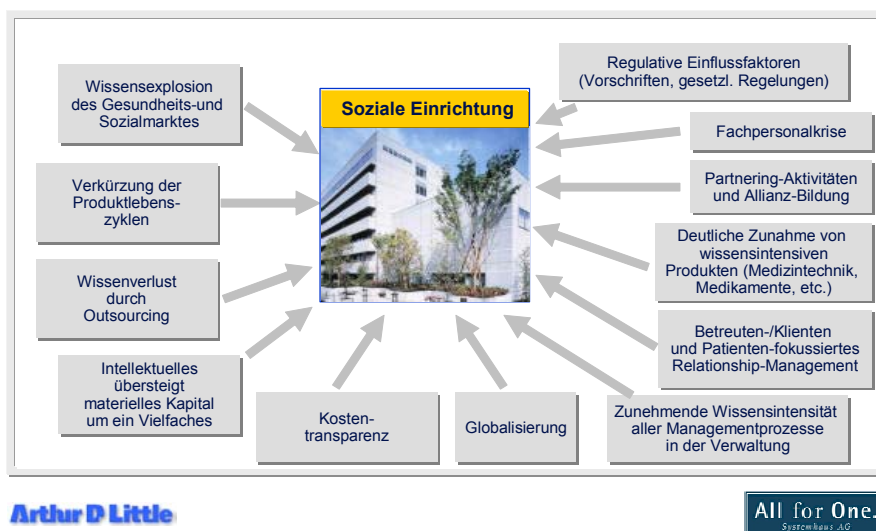 Wissensexplosion
des Gesundheits-und
Sozialmarktes
Verkürzung der
Produktlebens-
zyklen
Wissenverlust
durch
Outsourcing
Intellektuelles
übersteigt
materielles Kapital
um ein Vielfaches
Soziale Einrichtung
Kosten-
transparenz
Globalisierung
Regulative Einflussfaktoren
(Vorschriften, gesetzl. Regelungen)
Fachpersonalkrise
Partnering-Aktivitäten
und Allianz-Bildung
Deutliche Zunahme von
wissensintensiven
Produkten (Medizintechnik,
Medikamente, etc.)
Betreuten-/Klienten
und Patienten-fokussiertes
Relationship-Management
Zunehmende Wissensintensität
aller Managementprozesse
in der Verwaltung
Arthur D Little
All for One.
Systemhaus AG